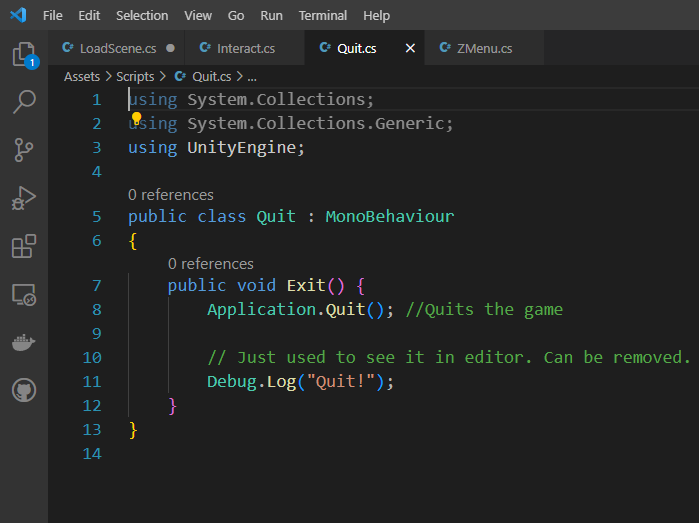 File Edit Selection View Go Run Terminal Help
LoadScene.cs Interact.cs Quit.cs ZMenu.cs
Assets > Scripts > Quit.cs > ...
1 using System.Collections;
2 using System.Collections.Generic;
3 using UnityEngine;
4
0 references
5 public class Quit : MonoBehaviour
6 {
0 references
7 public void Exit() {
8 Application.Quit(); //Quits the game
9
10 // Just used to see it in editor. Can be removed.
11 Debug.Log("Quit!");
12 }
13 }
14
1